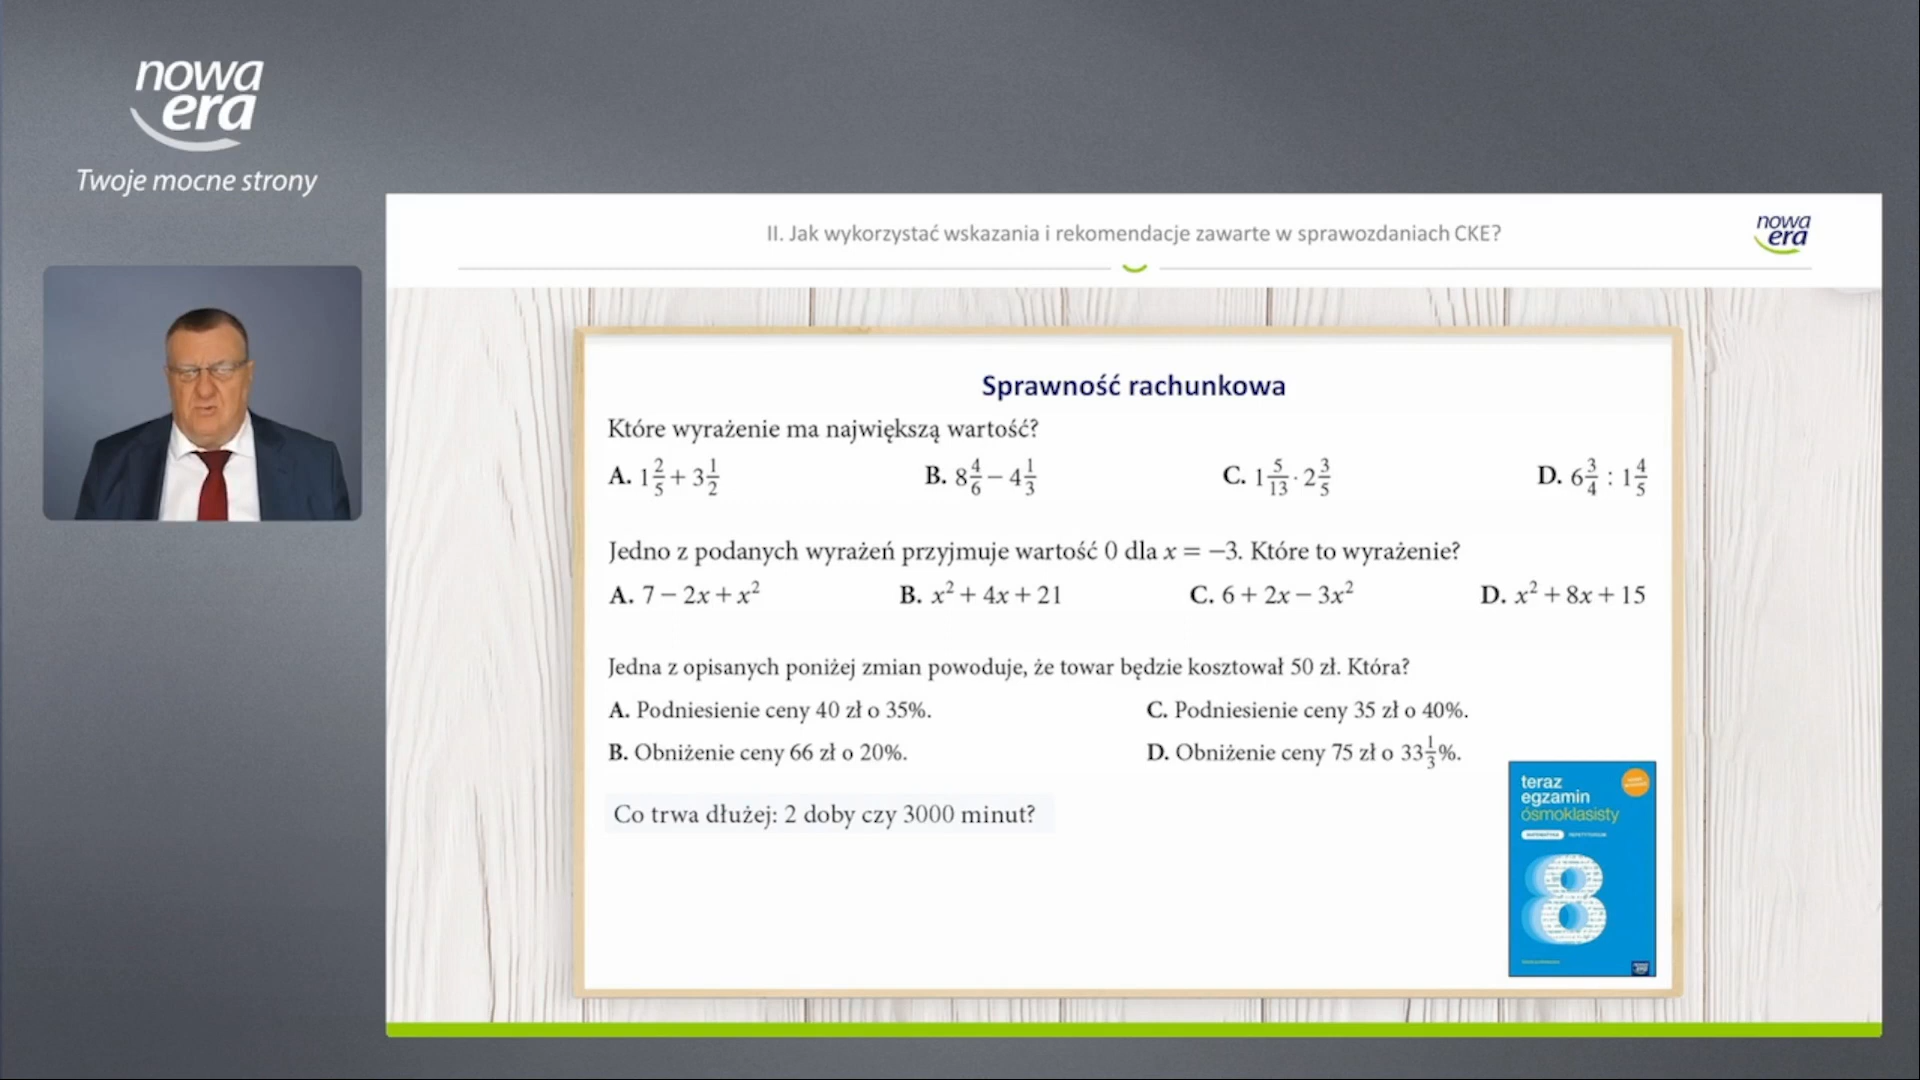 nowa
era
Twoje mocne strony
II. Jak wykorzystać wskazania i rekomendacje zawarte w sprawozdaniach CKE?
nowa
era
Sprawność rachunkowa
Które wyrażenie ma największą wartość?
A. 1 2/5 + 3 1/2 B. 8 4/6 − 4 1/3 C. 1 5/13 · 2 3/5 D. 6 3/4 : 1 4/5
Jedno z podanych wyrażeń przyjmuje wartość 0 dla x = −3. Które to wyrażenie?
A. 7 − 2x + x² B. x² + 4x + 21 C. 6 + 2x − 3x² D. x² + 8x + 15
Jedna z opisanych poniżej zmian powoduje, że towar będzie kosztował 50 zł. Która?
A. Podniesienie ceny 40 zł o 35%. C. Podniesienie ceny 35 zł o 40%.
B. Obniżenie ceny 66 zł o 20%. D. Obniżenie ceny 75 zł o 33 1/3%.
Co trwa dłużej: 2 doby czy 3000 minut?
teraz
egzamin
ósmoklasisty
8